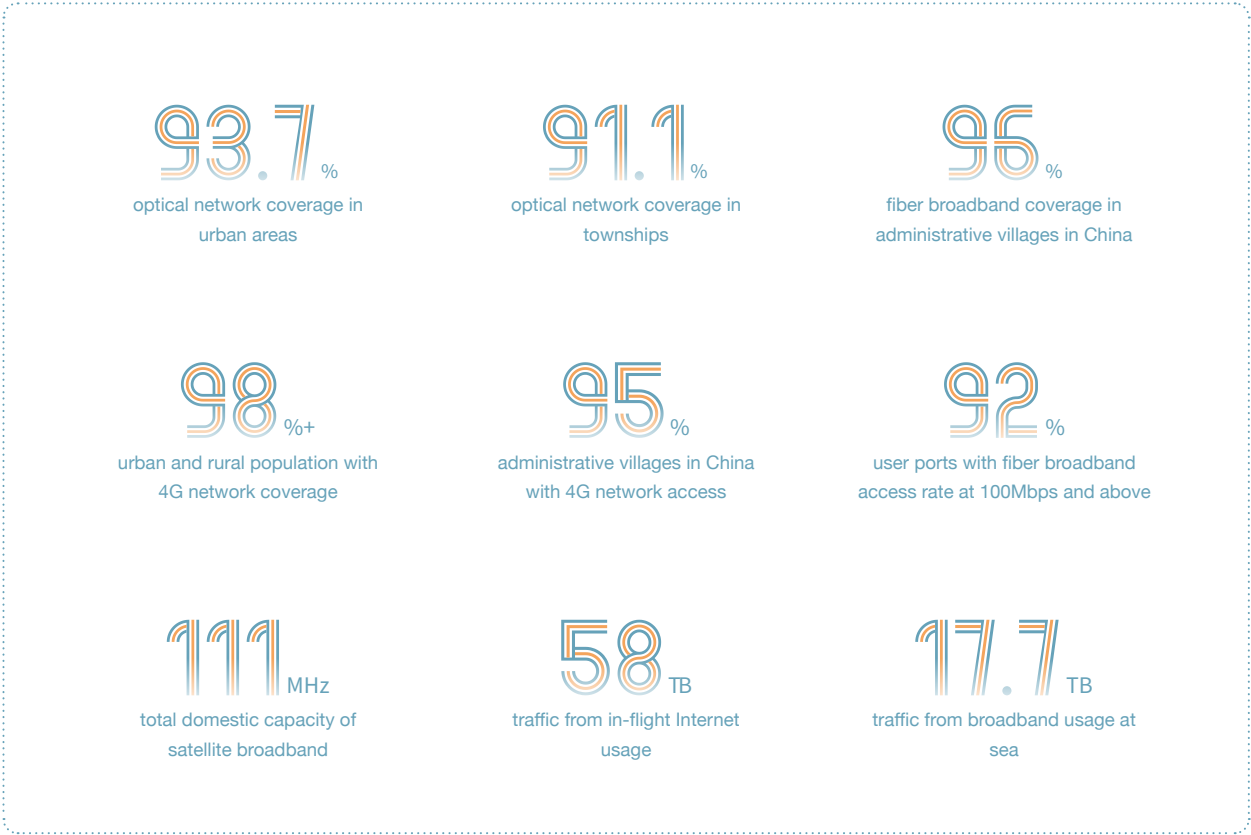 93.7%
optical network coverage in
urban areas
91.1%
optical network coverage in
townships
96%
fiber broadband coverage in
administrative villages in China
98%+
urban and rural population with
4G network coverage
95%
administrative villages in China
with 4G network access
92%
user ports with fiber broadband
access rate at 100Mbps and above
111MHz
total domestic capacity of
satellite broadband
58TB
traffic from in-flight Internet
usage
17.7TB
traffic from broadband usage at
sea